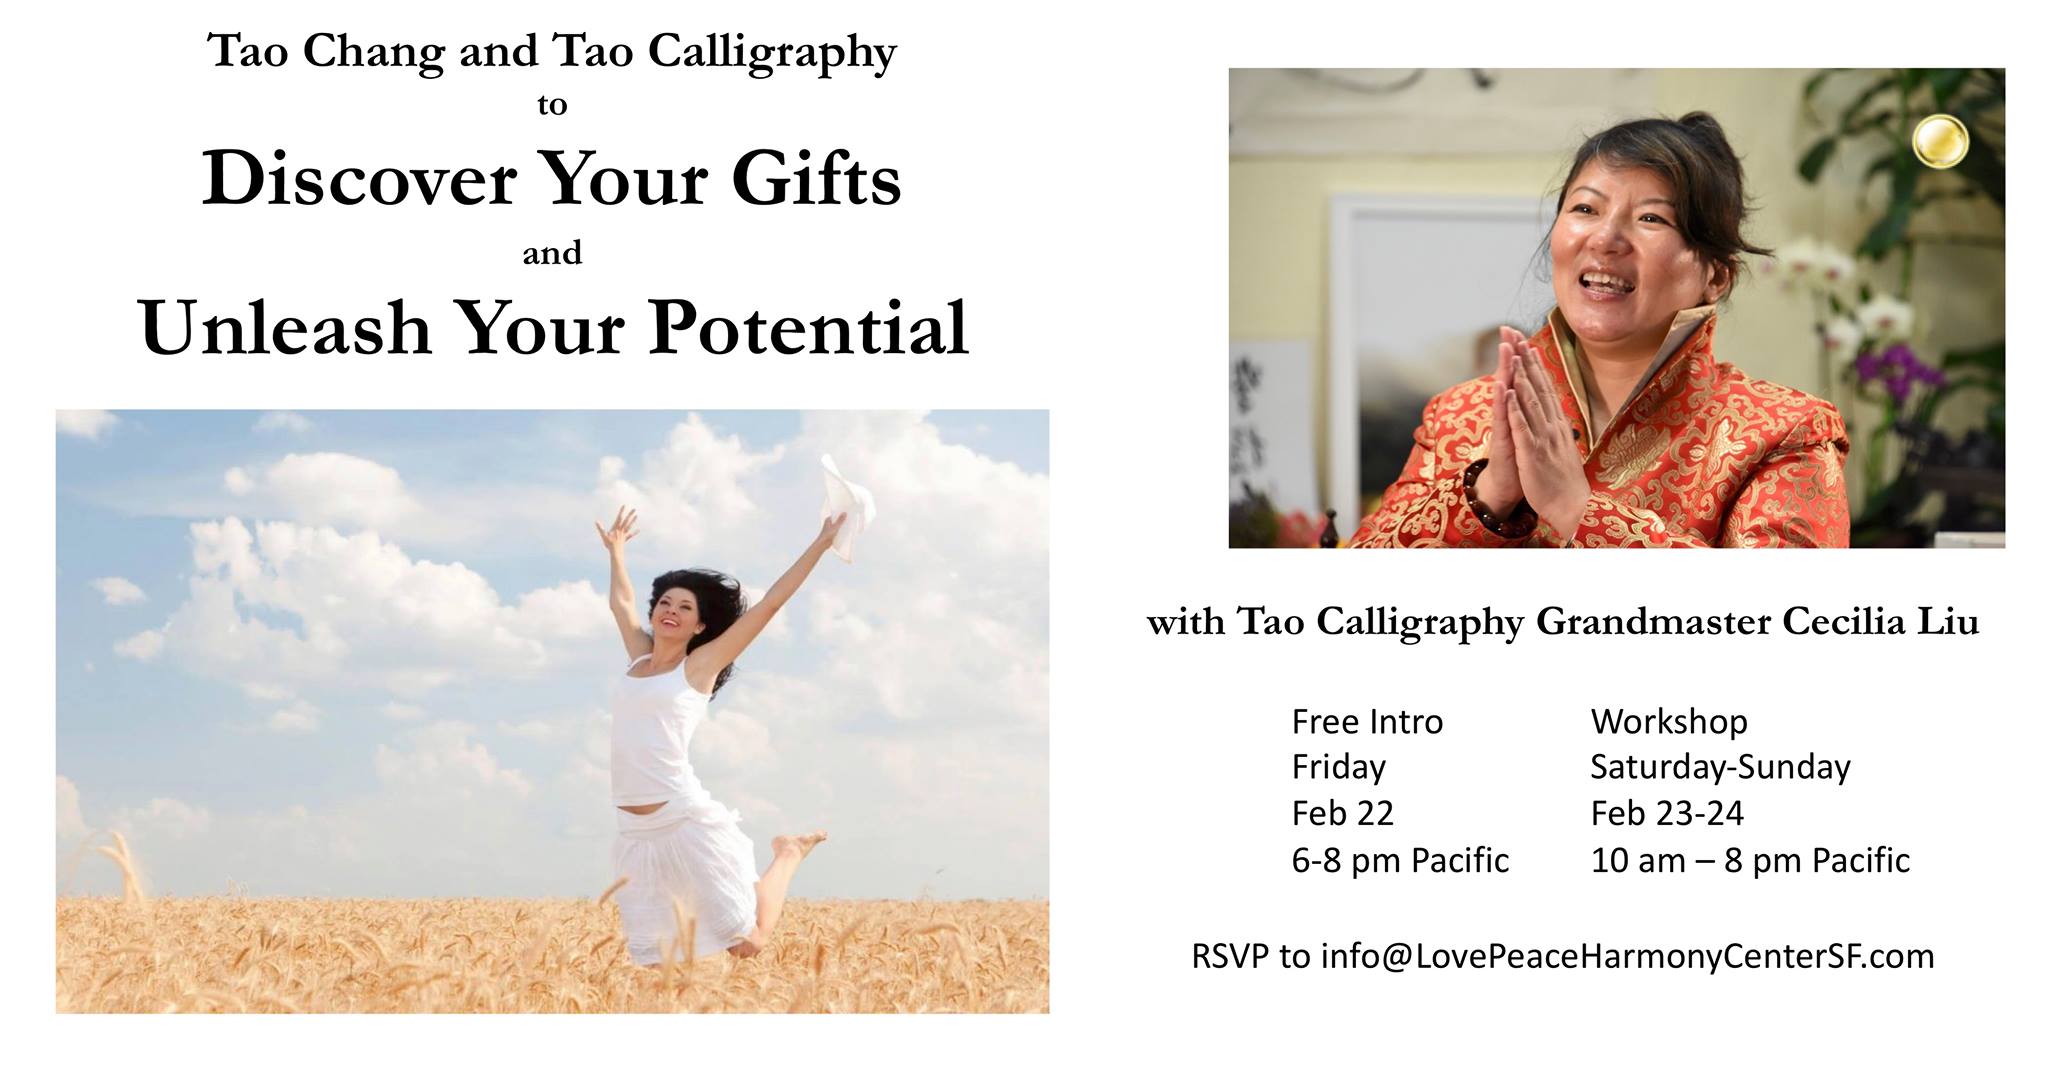 Tao Chang and Tao Calligraphy
to
Discover Your Gifts
and
Unleash Your Potential
with Tao Calligraphy Grandmaster Cecilia Liu
Free Intro
Friday
Feb 22
6-8 pm Pacific
Workshop
Saturday-Sunday
Feb 23-24
10 am – 8 pm Pacific
RSVP to info@LovePeaceHarmonyCenterSF.com